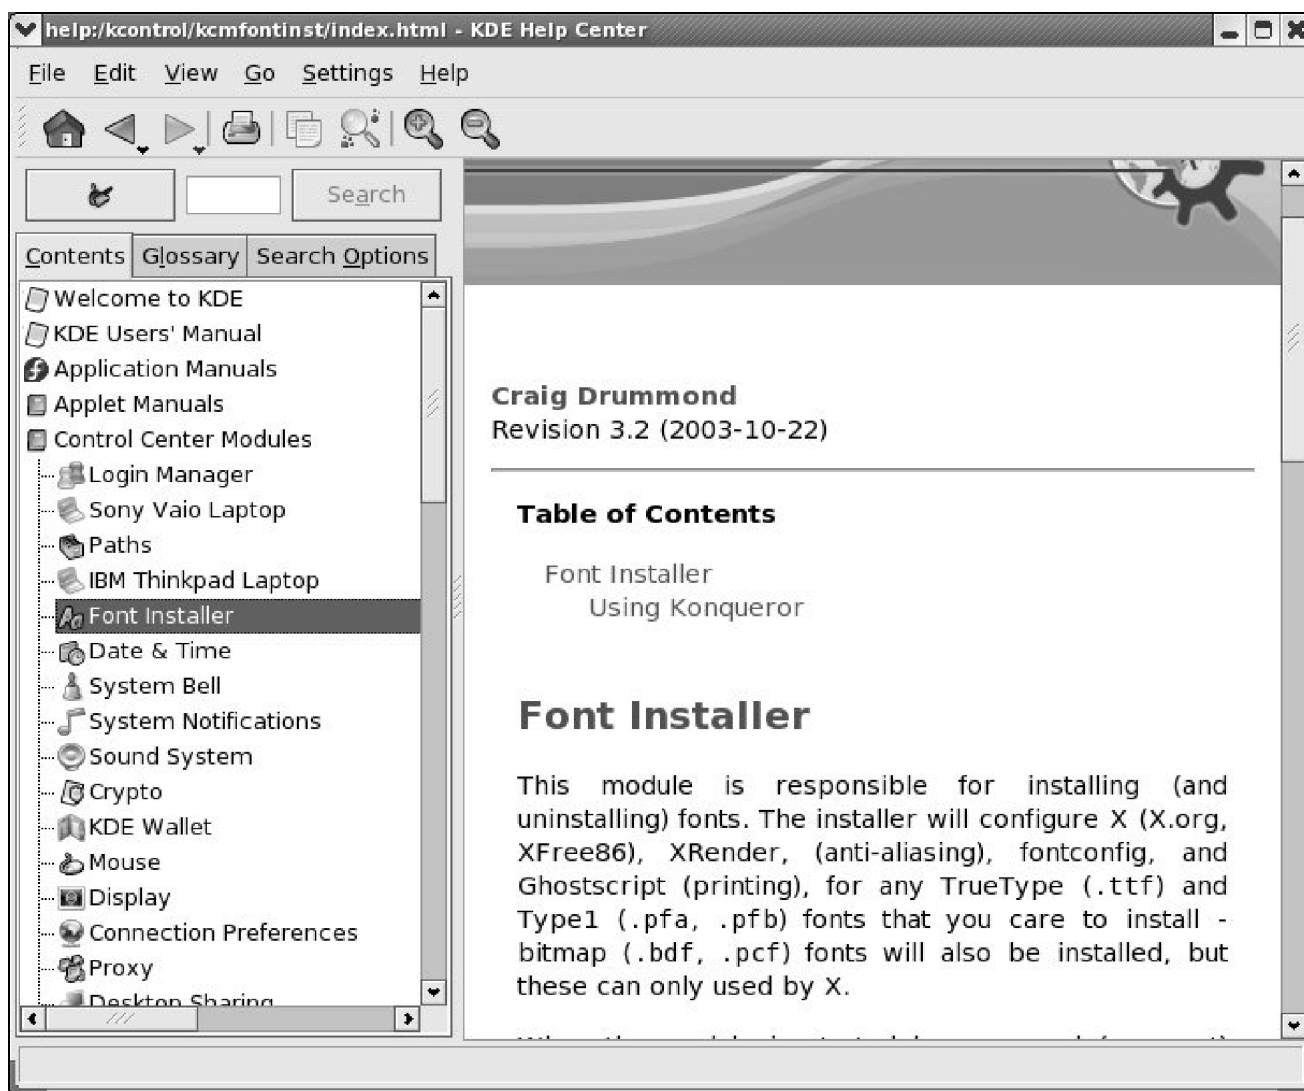 help:/kcontrol/kcmfontinst/index.html - KDE Help Center
File Edit View Go Settings Help
Search
Contents Glossary Search Options
Welcome to KDE
KDE Users' Manual
Application Manuals
Applet Manuals
Control Center Modules
Login Manager
Sony Vaio Laptop
Paths
IBM Thinkpad Laptop
Font Installer
Date & Time
System Bell
System Notifications
Sound System
Crypto
KDE Wallet
Mouse
Display
Connection Preferences
Proxy
Desktop Sharing
Craig Drummond
Revision 3.2 (2003-10-22)
Table of Contents
Font Installer
Using Konqueror
Font Installer
This module is responsible for installing (and
uninstalling) fonts. The installer will configure X (X.org,
XFree86), XRender, (anti-aliasing), fontconfig, and
Ghostscript (printing), for any TrueType (.ttf) and
Type1 (.pfa, .pfb) fonts that you care to install -
bitmap (.bdf, .pcf) fonts will also be installed, but
these can only used by X.